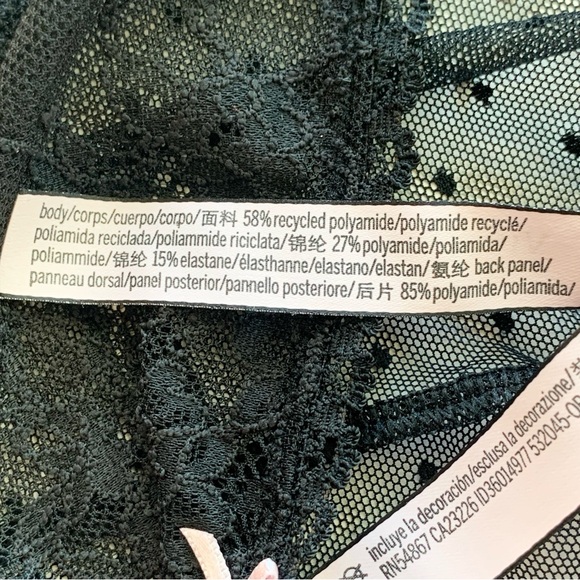 body/corps/cuerpo/corpo/面料 58% recycled polyamide/polyamide recyclé/
poliamida reciclada/poliammide riciclata/锦纶 27% polyamide/poliamida/
poliammide/锦纶 15% elastane/élasthanne/elastano/elastan/氨纶 back panel/
panneau dorsal/panel posterior/pannello posteriore/后片 85% polyamide/poliamida/
incluye la decoración/esclusa la decorazione/
RN54867 CA23226 ID36014977 532045-